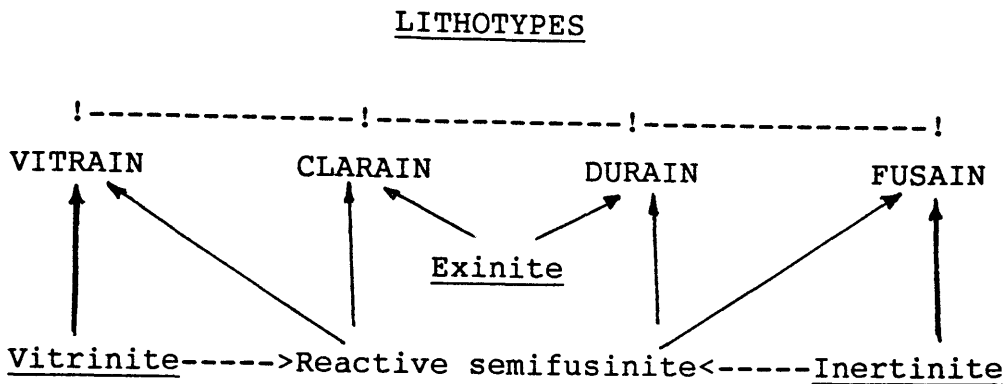 LITHOTYPES
!---------------!--------------!----------------!
VITRAIN CLARAIN DURAIN FUSAIN
Exinite
Vitrinite----->Reactive semifusinite<-----Inertinite